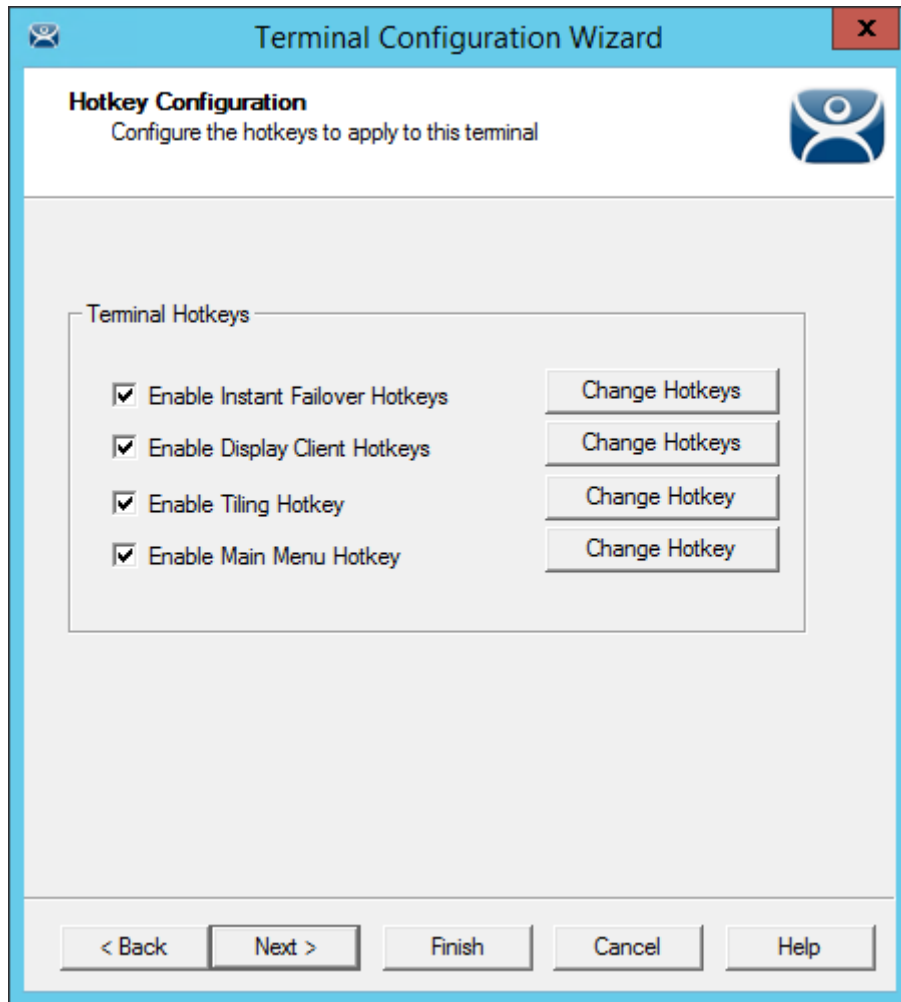 Terminal Configuration Wizard
x
Hotkey Configuration
Configure the hotkeys to apply to this terminal
Terminal Hotkeys
Enable Instant Failover Hotkeys Change Hotkeys
Enable Display Client Hotkeys Change Hotkeys
Enable Tiling Hotkey Change Hotkey
Enable Main Menu Hotkey Change Hotkey
< Back Next > Finish Cancel Help